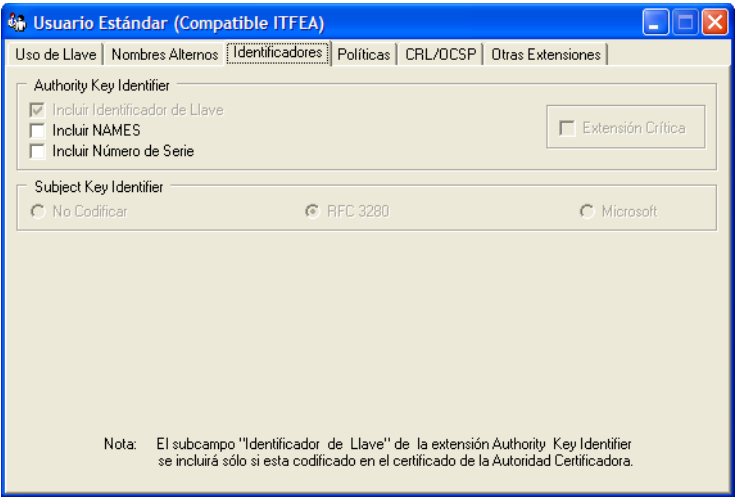 Usuario Estándar (Compatible ITFEA)
Uso de Llave Nombres Alternos Identificadores Políticas CRL/OCSP Otras Extensiones
Authority Key Identifier
Incluir Identificador de Llave
Incluir NAMES
Incluir Número de Serie
Extensión Crítica
Subject Key Identifier
No Codificar RFC 3280 Microsoft
Nota: El subcampo "Identificador de Llave" de la extensión Authority Key Identifier
se incluirá sólo si esta codificado en el certificado de la Autoridad Certificadora.